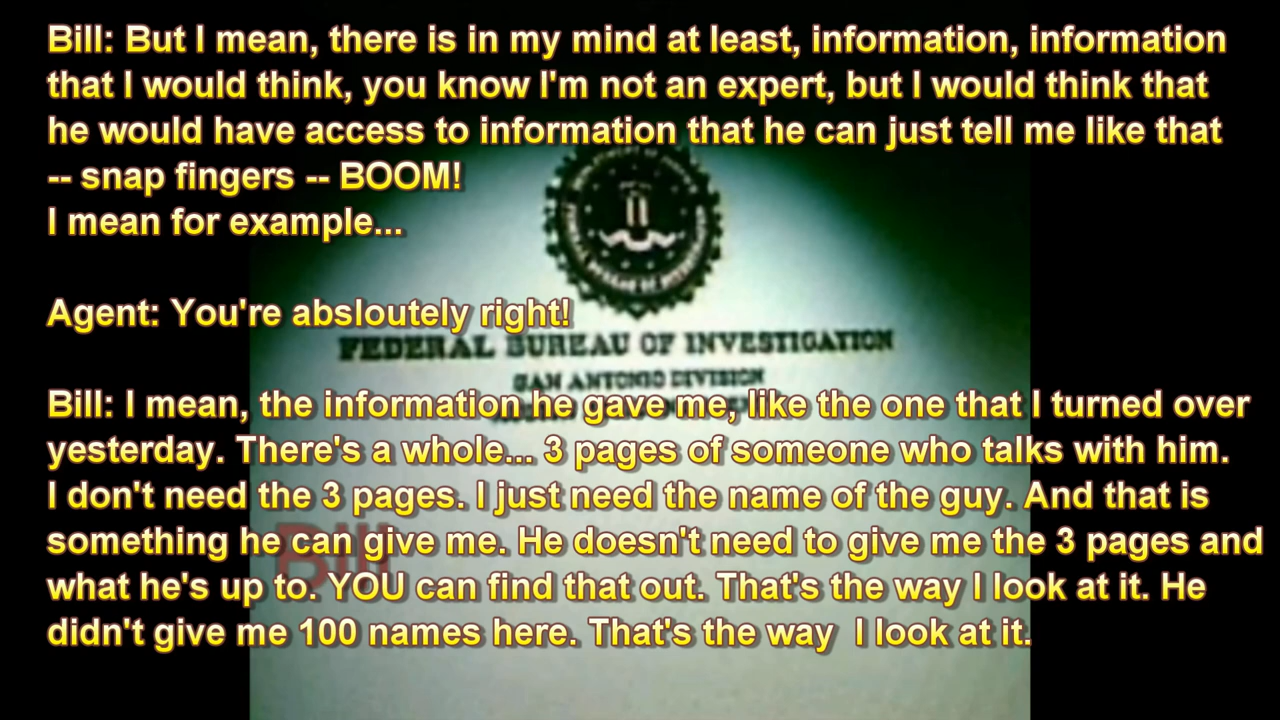 Bill: But I mean, there is in my mind at least, information, information
that I would think, you know I'm not an expert, but I would think that
he would have access to information that he can just tell me like that
-- snap fingers -- BOOM!
I mean for example...
Agent: You're absloutely right!
FEDERAL BUREAU OF INVESTIGATION
SAN ANTONIO DIVISION
Bill: I mean, the information he gave me, like the one that I turned over
yesterday. There's a whole... 3 pages of someone who talks with him.
I don't need the 3 pages. I just need the name of the guy. And that is
something he can give me. He doesn't need to give me the 3 pages and
Bill
what he's up to. YOU can find that out. That's the way I look at it. He
didn't give me 100 names here. That's the way I look at it.